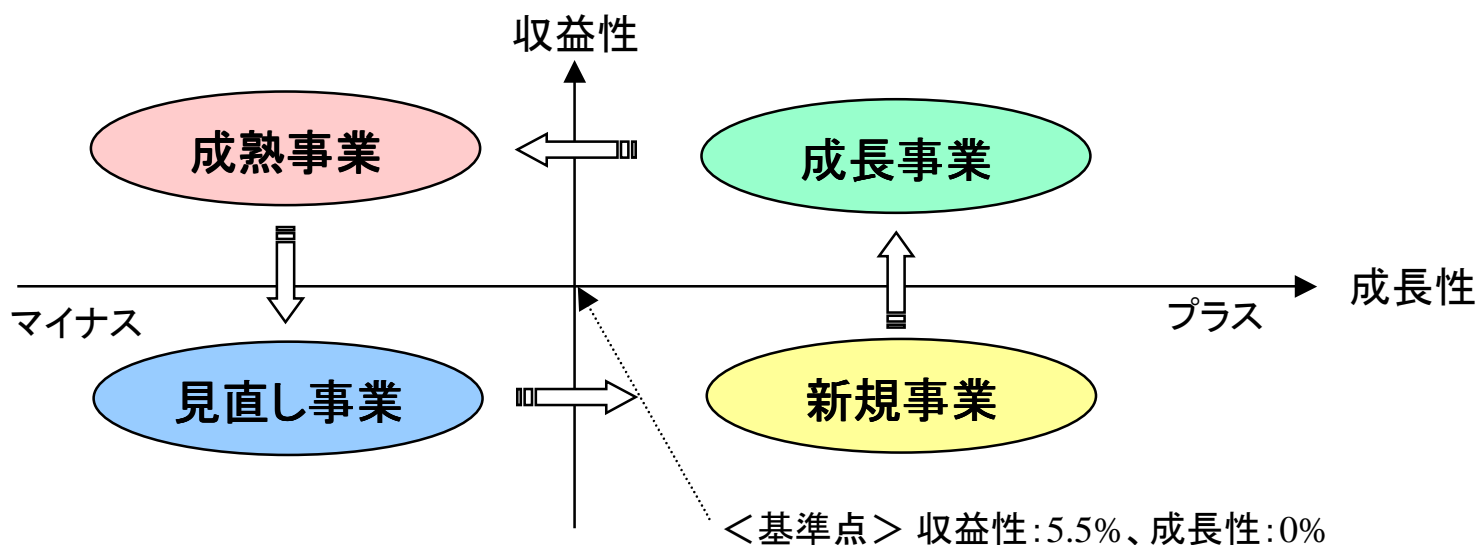 収益性
成熟事業
成長事業
成長性
マイナス
プラス
見直し事業
新規事業
＜基準点＞ 収益性：5.5%、成長性：0%